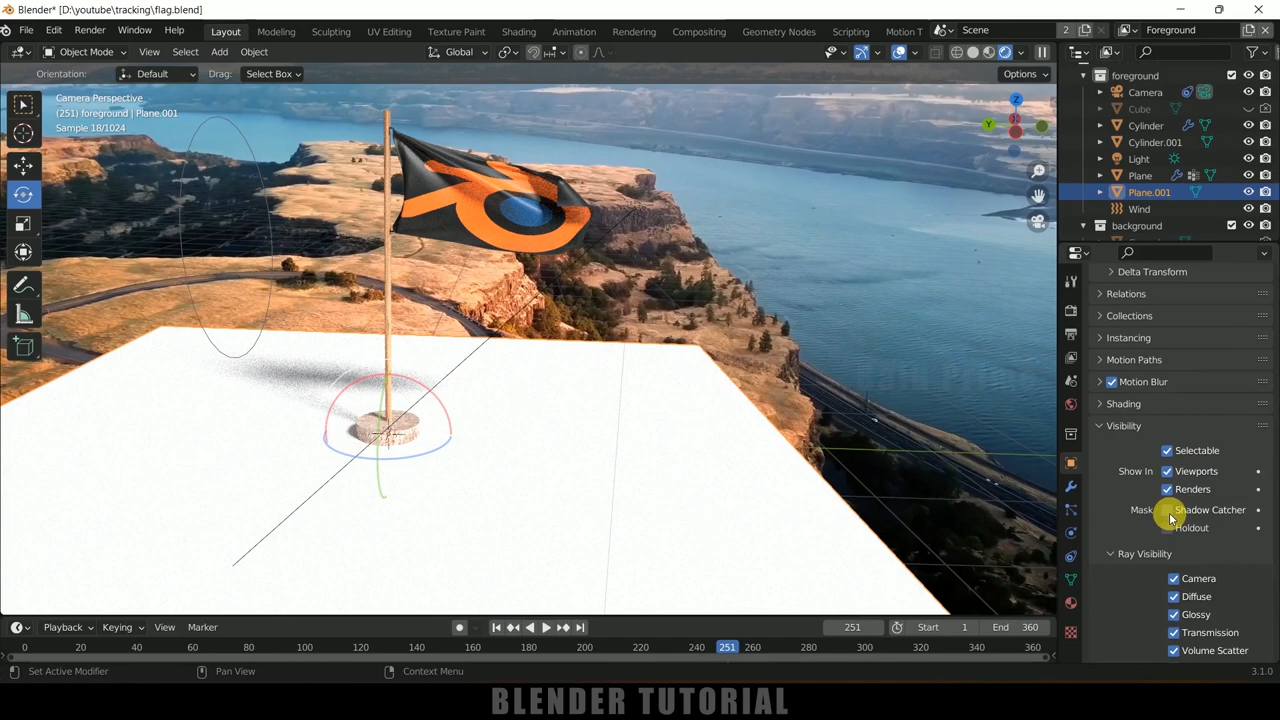 Blender* [D:\youtube\tracking\flag.blend]
File Edit Render Window Help Layout Modeling Sculpting UV Editing Texture Paint Shading Animation Rendering Compositing Geometry Nodes Scripting Motion T Scene 2 Foreground
Object Mode View Select Add Object Global
Orientation: Default Drag: Select Box Options
Camera Perspective
(251) foreground | Plane.001
Sample 18/1024
Z
Y
foreground
Camera
Cube
Cylinder
Cylinder.001
Light
Plane
Plane.001
Wind
background
Delta Transform
Relations
Collections
Instancing
Motion Paths
Motion Blur
Shading
Visibility
Selectable
Show In Viewports
Renders
Mask Shadow Catcher
Holdout
Ray Visibility
Camera
Diffuse
Glossy
Transmission
Volume Scatter
Playback Keying View Marker 251 Start 1 End 360
0 20 40 60 80 100 120 140 160 180 200 220 240 251 260 280 300 320 340 360
Set Active Modifier Pan View Context Menu 3.1.0
BLENDER TUTORIAL